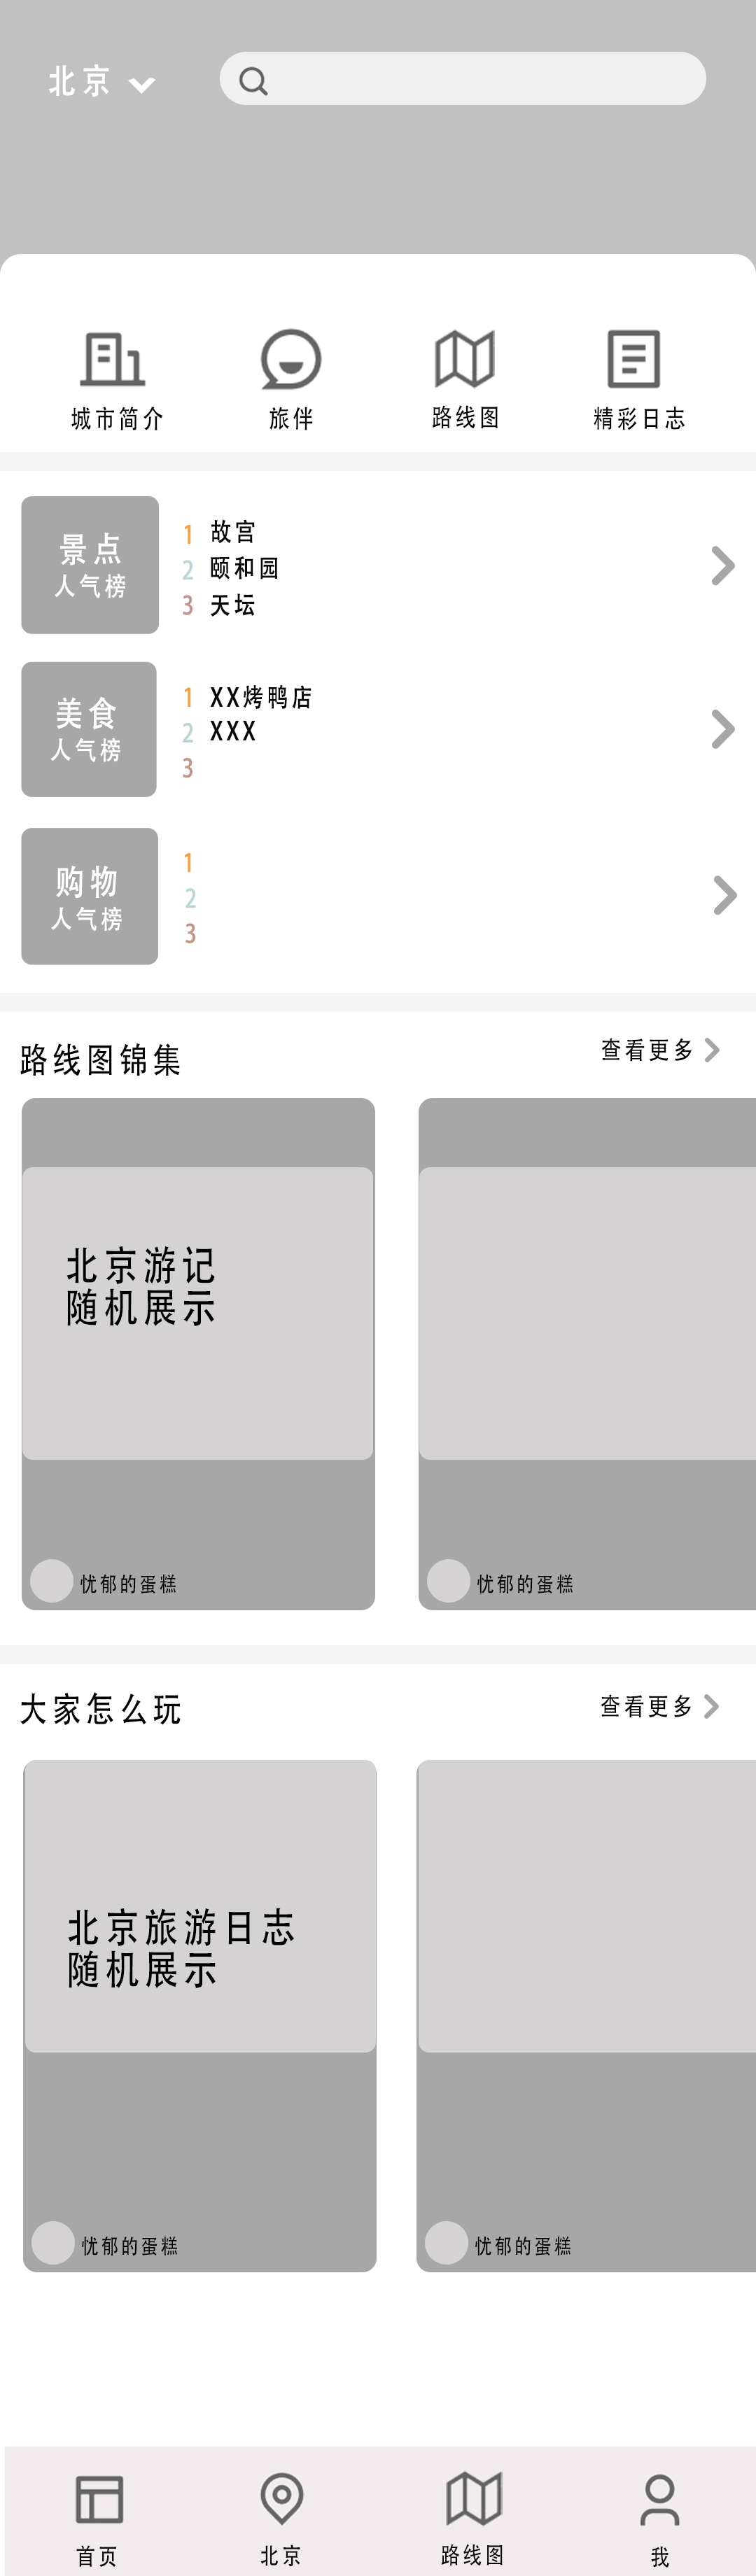 北京
城市简介 旅伴 路线图 精彩日志
景点
人气榜
1 故宫
2 颐和园
3 天坛
美食
人气榜
1 XX烤鸭店
2 XXX
3
购物
人气榜
1
2
3
路线图锦集 查看更多
北京游记
随机展示
忧郁的蛋糕 忧郁的蛋糕
大家怎么玩 查看更多
北京旅游日志
随机展示
忧郁的蛋糕 忧郁的蛋糕
首页 北京 路线图 我